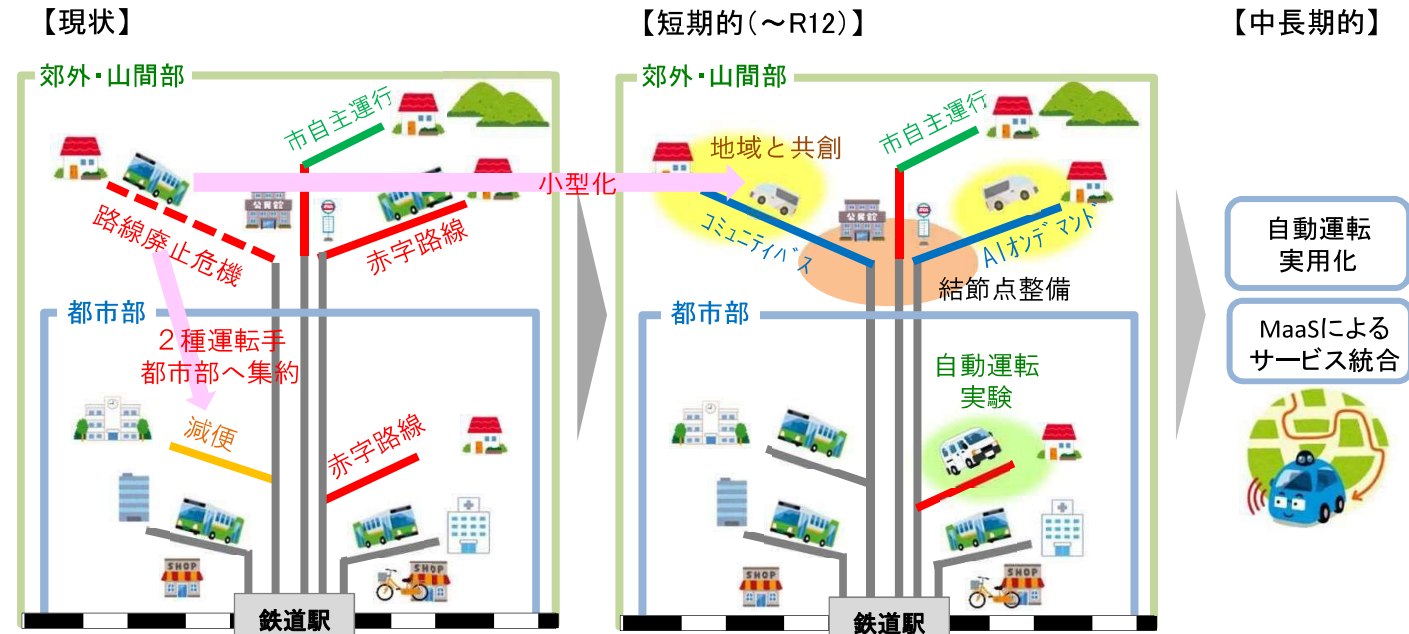 【現状】
郊外・山間部
市自主運行
公民館
路線廃止危機
赤字路線
小型化
都市部
２種運転手
都市部へ集約
減便
赤字路線
SHOP
SHOP
鉄道駅
【短期的（～R12）】
郊外・山間部
市自主運行
地域と共創
公民館
コミュニティバス
AIオンデマンド
結節点整備
都市部
自動運転
実験
SHOP
SHOP
鉄道駅
【中長期的】
自動運転
実用化
MaaSによる
サービス統合